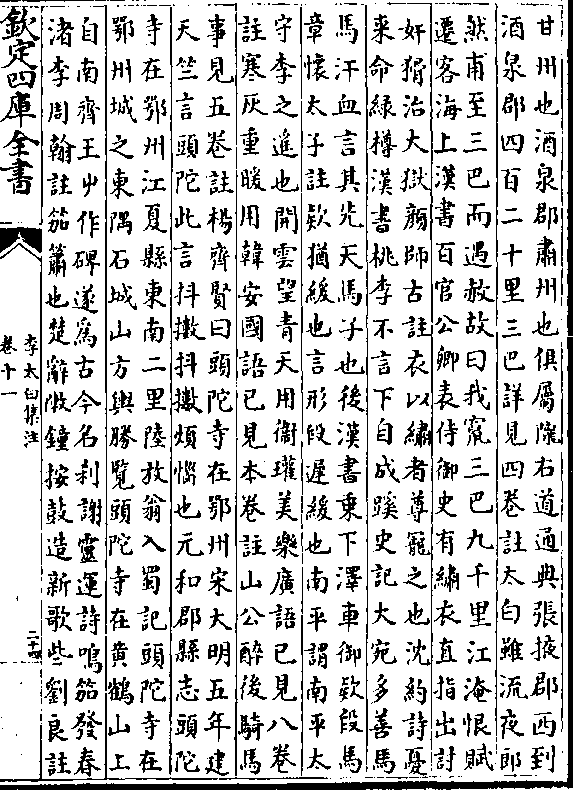 甘州也酒泉郡肅州也俱屬隴右道通典張掖郡西到
酒泉郡四百二十里三巴詳見四卷註太白雖流夜郎
然甫至三巴而遇赦故曰我竄三巴九千里江淹恨賦
遷客海上漢書百官公卿表侍御史有繡衣直指出討
奸猾治大獄顔師古註衣以繡者尊寵之也沈約詩憂
來命綠樽漢書桃李不言下自成蹊史記大宛多善馬
馬汗血言其先天馬子也後漢書乗下澤車御欵段馬
章懷太子註欵猶緩也言形段遲緩也南平謂南平太
守李之遥也開雲望青天用衞瓘美樂廣語已見八卷
註寒灰重暖用韓安國語已見本卷註山公醉後騎馬
事見五卷註楊齊賢曰頭陀寺在鄂州宋大明五年建
天竺言頭陀此言抖擻抖擻煩惱也元和郡縣志頭陀
寺在鄂州江夏縣東南二里陸放翁入蜀記頭陀寺在
鄂州城之東隅石城山方輿勝覽頭陀寺在黄鶴山上
自南齊王屮作碑遂爲古今名刹謝靈運詩鳴笳發春
渚李周翰註笳簫也楚辭敶鐘按鼓造新歌些劉良註
欽定四庫全書
李太白集注
卷十一
二十四